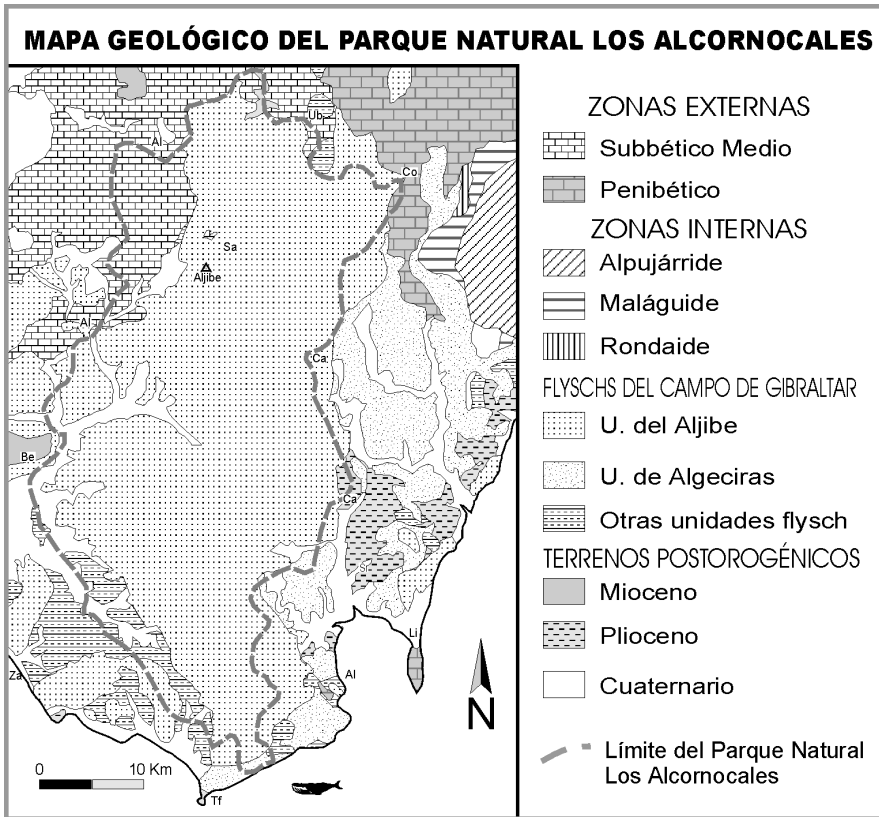 MAPA GEOLÓGICO DEL PARQUE NATURAL LOS ALCORNOCALES
Ub
Al
Co
Sa
Aljibe
Al
Ca
Be
Ca
Li
Za
Al
N
0 10 Km
Tf
ZONAS EXTERNAS
Subbético Medio
Penibético
ZONAS INTERNAS
Alpujárride
Maláguide
Rondaide
FLYSCHS DEL CAMPO DE GIBRALTAR
U. del Aljibe
U. de Algeciras
Otras unidades flysch
TERRENOS POSTOROGÉNICOS
Mioceno
Plioceno
Cuaternario
Límite del Parque Natural
Los Alcornocales